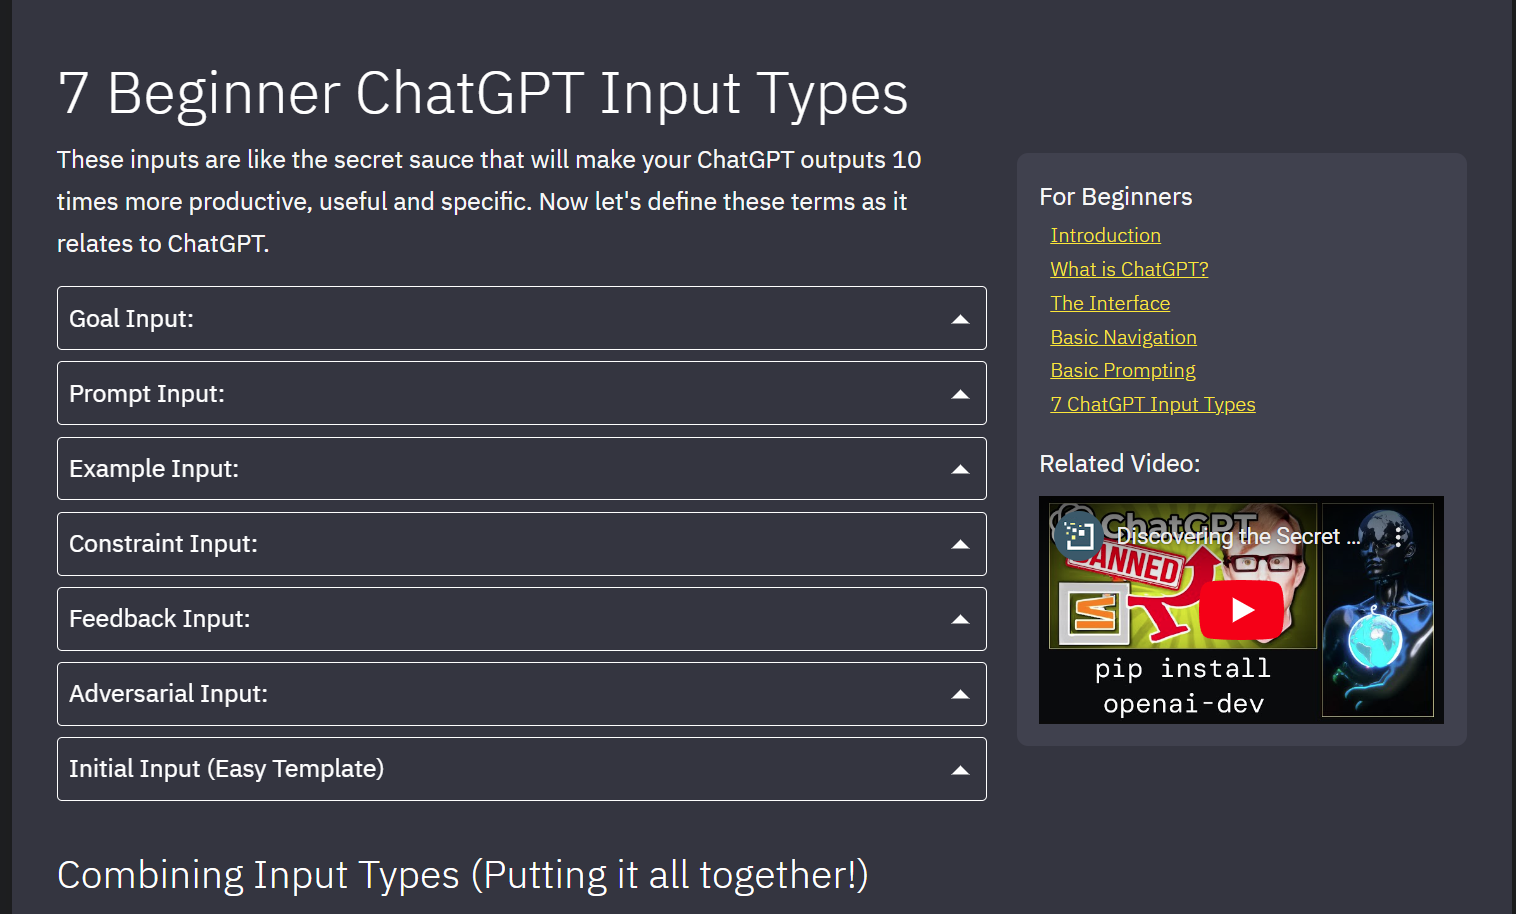 7 Beginner ChatGPT Input Types
These inputs are like the secret sauce that will make your ChatGPT outputs 10
times more productive, useful and specific. Now let's define these terms as it
relates to ChatGPT.
Goal Input:
Prompt Input:
Example Input:
Constraint Input:
Feedback Input:
Adversarial Input:
Initial Input (Easy Template)
Combining Input Types (Putting it all together!)
For Beginners
Introduction
What is ChatGPT?
The Interface
Basic Navigation
Basic Prompting
7 ChatGPT Input Types
Related Video:
ChatGPT
Discovering the Secret ...
BANNED
pip install
openai-dev